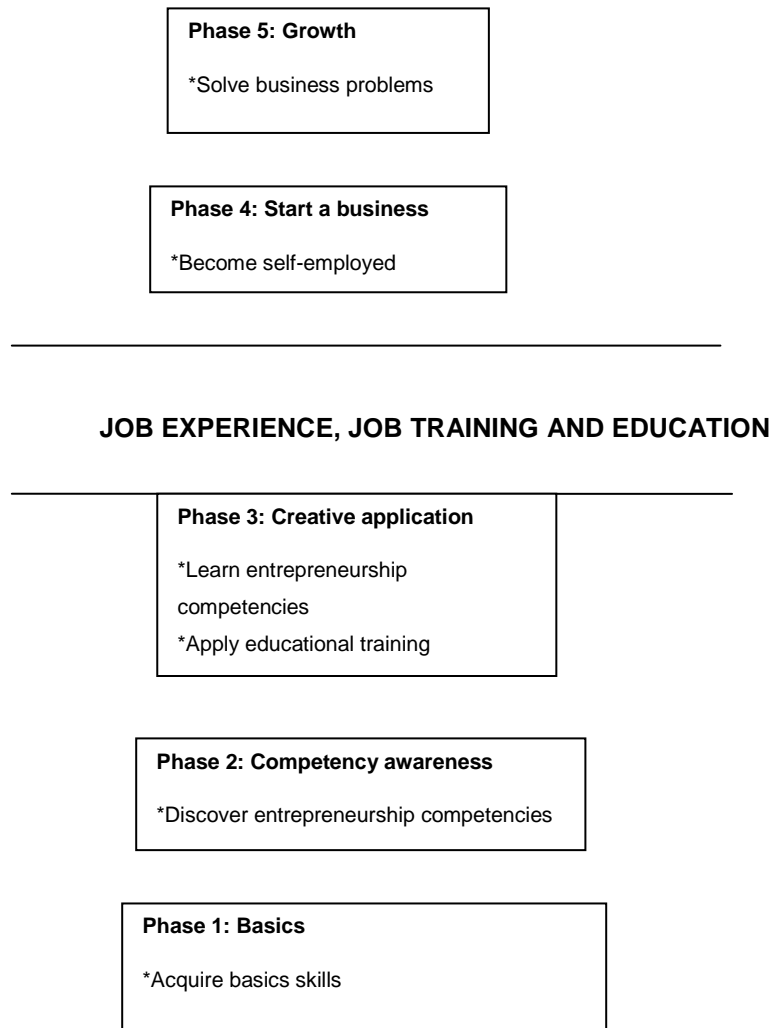 Phase 5: Growth
*Solve business problems
Phase 4: Start a business
*Become self-employed
JOB EXPERIENCE, JOB TRAINING AND EDUCATION
Phase 3: Creative application
*Learn entrepreneurship
competencies
*Apply educational training
Phase 2: Competency awareness
*Discover entrepreneurship competencies
Phase 1: Basics
*Acquire basics skills